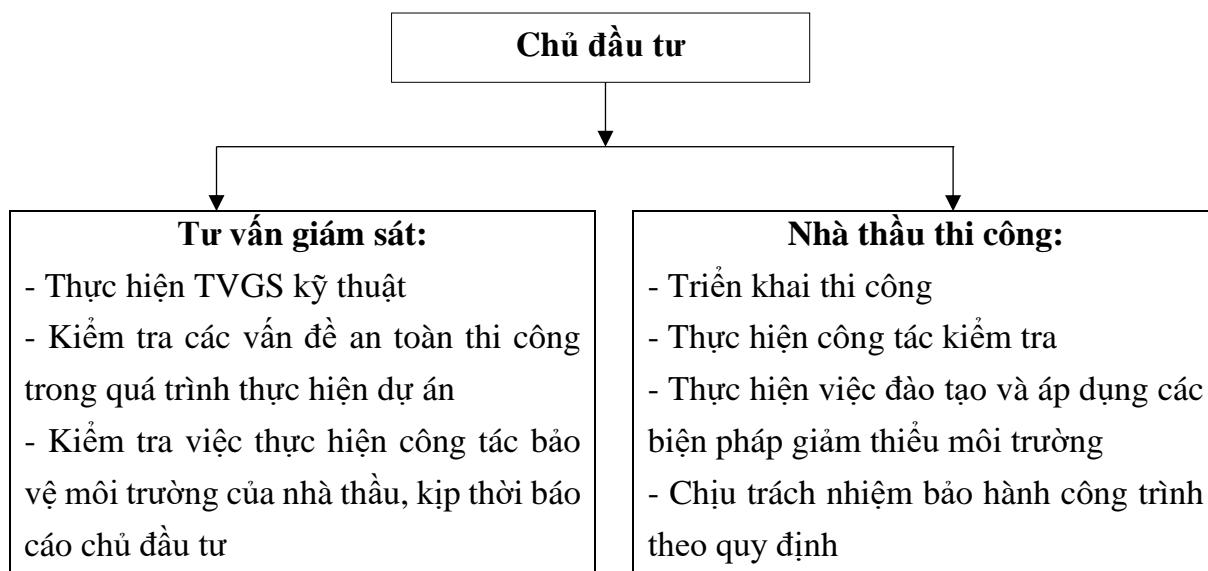 Chủ đầu tư
Tư vấn giám sát:
- Thực hiện TVGS kỹ thuật
- Kiểm tra các vấn đề an toàn thi công
trong quá trình thực hiện dự án
- Kiểm tra việc thực hiện công tác bảo
vệ môi trường của nhà thầu, kịp thời báo
cáo chủ đầu tư
Nhà thầu thi công:
- Triển khai thi công
- Thực hiện công tác kiểm tra
- Thực hiện việc đào tạo và áp dụng các
biện pháp giảm thiểu môi trường
- Chịu trách nhiệm bảo hành công trình
theo quy định